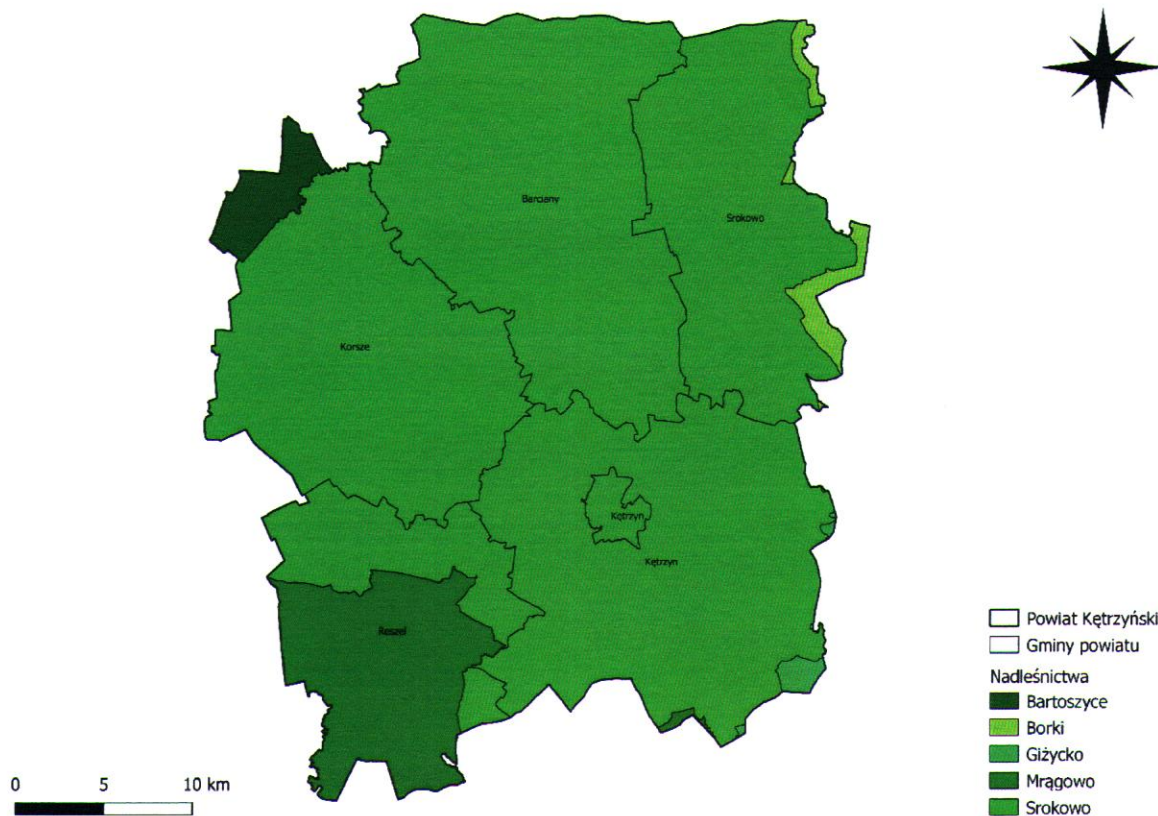 Barciany
Srokowo
Korsze
Kętrzyn
Kętrzyn
Reszel
Powiat Kętrzyński
Gminy powiatu
Nadleśnictwa
Bartoszyce
Borki
Giżycko
Mrągowo
Srokowo
0 5 10 km